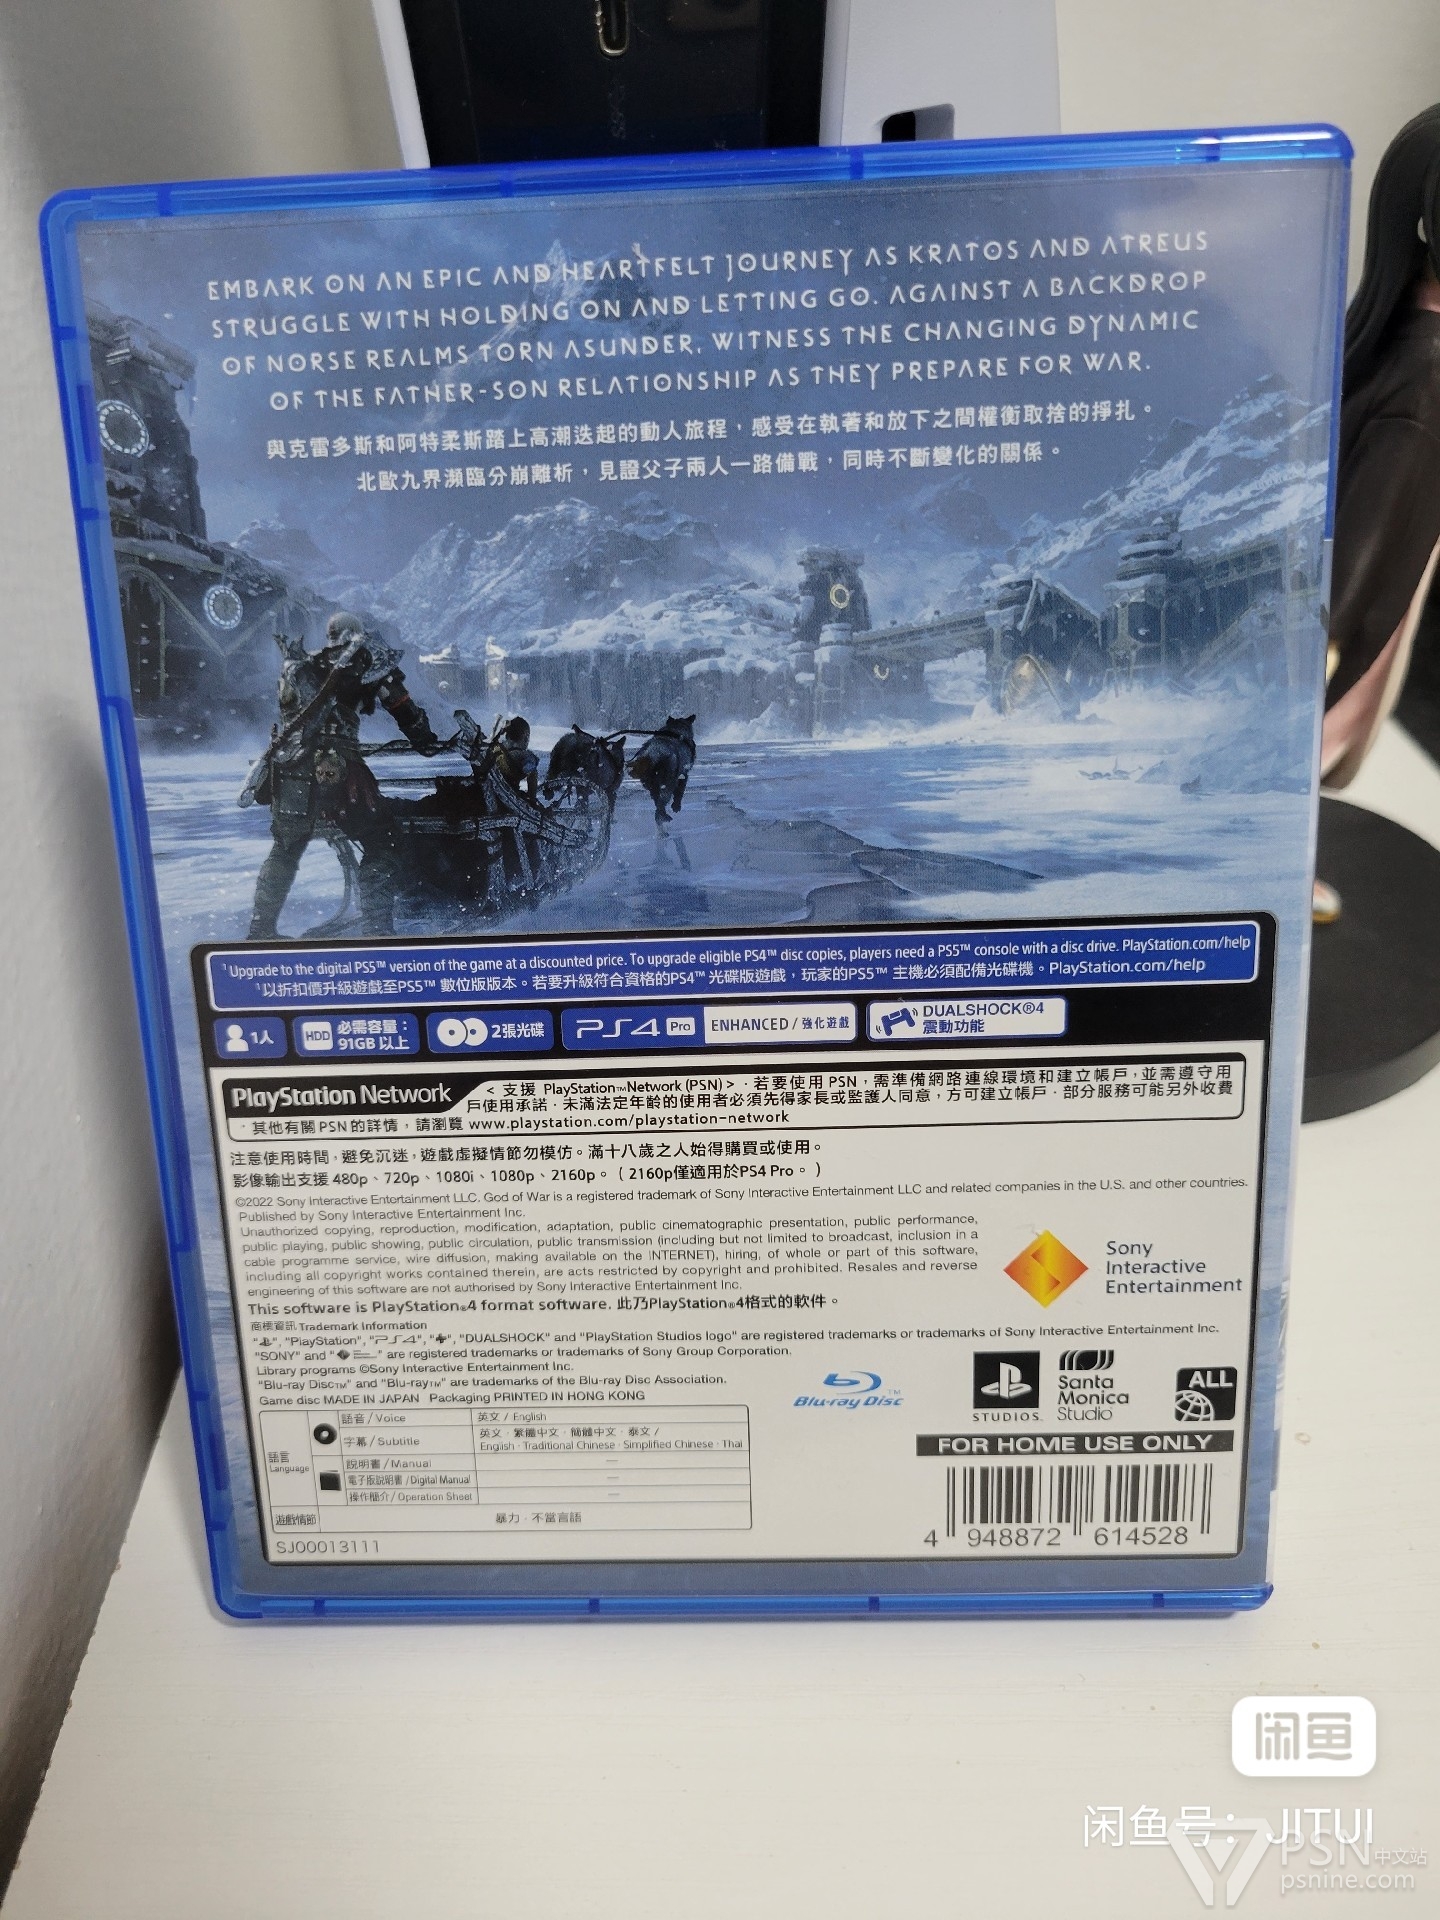 EMBARK ON AN EPIC AND HEARTFELT JOURNEY AS KRATOS AND ATREUS
STRUGGLE WITH HOLDING ON AND LETTING GO. AGAINST A BACKDROP
OF NORSE REALMS TORN ASUNDER, WITNESS THE CHANGING DYNAMIC
OF THE FATHER-SON RELATIONSHIP AS THEY PREPARE FOR WAR.
與克雷多斯和阿特柔斯踏上高潮迭起的動人旅程，感受在執著和放下之間權衡取捨的掙扎。
北歐九界瀕臨分崩離析，見證父子兩人一路備戰，同時不斷變化的關係。
¹Upgrade to the digital PS5™ version of the game at a discounted price. To upgrade eligible PS4™ disc copies, players need a PS5™ console with a disc drive. PlayStation.com/help
¹以折扣價升級遊戲至PS5™ 數位版版本。若要升級符合資格的PS4™ 光碟版遊戲，玩家的PS5™ 主機必須配備光碟機。PlayStation.com/help
1人
HDD 必需容量：
91GB 以上
2張光碟
PS4 Pro ENHANCED / 強化遊戲
DUALSHOCK®4
震動功能
PlayStation Network
< 支援 PlayStation™Network (PSN) > ‧ 若要使用 PSN，需準備網路連線環境和建立帳戶，並需遵守用
戶使用承諾‧未滿法定年齡的使用者必須先得家長或監護人同意，方可建立帳戶‧部分服務可能另外收費
‧其他有關PSN的詳情，請瀏覽 www.playstation.com/playstation-network
注意使用時間，避免沉迷，遊戲虛擬情節勿模仿。滿十八歲之人始得購買或使用。
影像輸出支援 480p、720p、1080i、1080p、2160p。（ 2160p僅適用於PS4 Pro。）
©2022 Sony Interactive Entertainment LLC. God of War is a registered trademark of Sony Interactive Entertainment LLC and related companies in the U.S. and other countries.
Published by Sony Interactive Entertainment Inc.
Unauthorized copying, reproduction, modification, adaptation, public cinematographic presentation, public performance,
public playing, public showing, public circulation, public transmission (including but not limited to broadcast, inclusion in a
cable programme service, wire diffusion, making available on the INTERNET), hiring, of whole or part of this software,
including all copyright works contained therein, are acts restricted by copyright and prohibited. Resales and reverse
engineering of this software are not authorised by Sony Interactive Entertainment Inc.
Sony
Interactive
Entertainment
This software is PlayStation®4 format software. 此乃PlayStation®4格式的軟件。
商標資訊 Trademark Information
"", "PlayStation", "PS4", "", "DUALSHOCK" and "PlayStation Studios logo" are registered trademarks or trademarks of Sony Interactive Entertainment Inc.
"SONY" and "" are registered trademarks or trademarks of Sony Group Corporation.
Library programs ©Sony Interactive Entertainment Inc.
"Blu-ray Disc™" and "Blu-ray™" are trademarks of the Blu-ray Disc Association.
Game disc MADE IN JAPAN Packaging PRINTED IN HONG KONG
Blu-ray Disc™
STUDIOS
Santa
Monica
Studio
ALL
語言
Language
語音 / Voice
英文 / English
字幕 / Subtitle
英文‧繁體中文‧簡體中文‧泰文 /
English · Traditional Chinese · Simplified Chinese · Thai
說明書 / Manual —
電子版說明書 / Digital Manual —
操作簡介 / Operation Sheet —
遊戲情節
暴力‧不當言語
SJ00013111
FOR HOME USE ONLY
4 948872 614528
闲鱼
闲鱼号：JITUI
PSN中文站
psnine.com